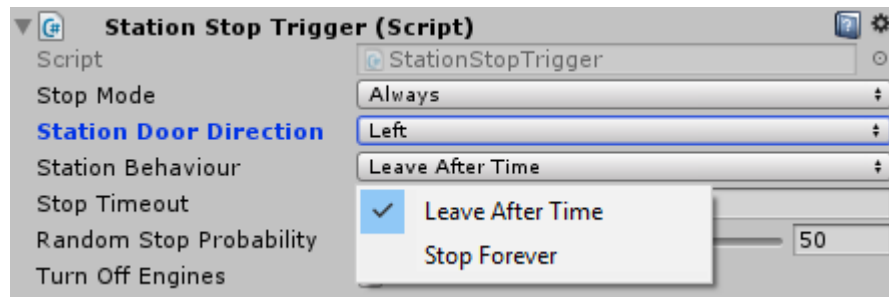 Station Stop Trigger (Script)
Script StationStopTrigger
Stop Mode Always
Station Door Direction Left
Station Behaviour Leave After Time
Stop Timeout
Leave After Time
Random Stop Probability 50
Stop Forever
Turn Off Engines